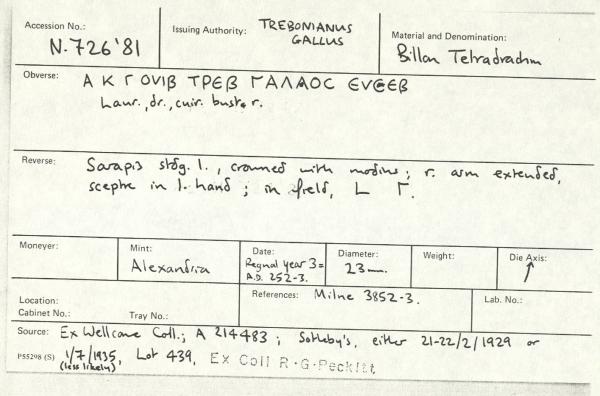 Accession No.: N.726'81
Issuing Authority: TREBONIANUS GALLUS
Material and Denomination: Billon Tetradrachm
Obverse: Α Κ Γ ΟΥΙΒ ΤΡΕΒ ΓΑΛΛΟC ΕVCΕΒ
Laur., dr., cuir. bust r.
Reverse: Sarapis stdg. l., crowned with modius; r. arm extended,
sceptre in l. hand; in field, L Γ.
Moneyer:
Mint: Alexandria
Date: Regnal year 3 = A.D. 252-3.
Diameter: 23mm.
Weight:
Die Axis: ↑
Location:
Cabinet No.: Tray No.:
References: Milne 3852-3.
Lab. No.:
Source: Ex Wellcome Coll.; A 214483; Sotheby's, either 21-22/2/1929 or
P55298 (S) 1/7/1935, Lot 439, Ex Coll R·G·Peckitt
(less likely)